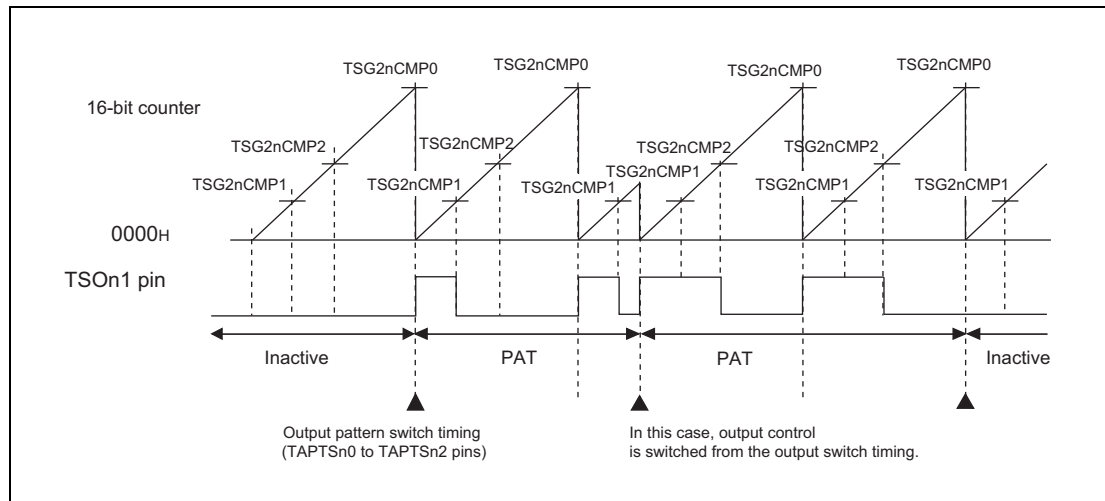 TSG2nCMP0
TSG2nCMP0
TSG2nCMP0
TSG2nCMP0
16-bit counter
TSG2nCMP2
TSG2nCMP2
TSG2nCMP2
TSG2nCMP2
TSG2nCMP1
TSG2nCMP1
TSG2nCMP1
TSG2nCMP1
TSG2nCMP1
TSG2nCMP1
0000H
TSOn1 pin
Inactive
PAT
PAT
Inactive
Output pattern switch timing
(TAPTSn0 to TAPTSn2 pins)
In this case, output control
is switched from the output switch timing.